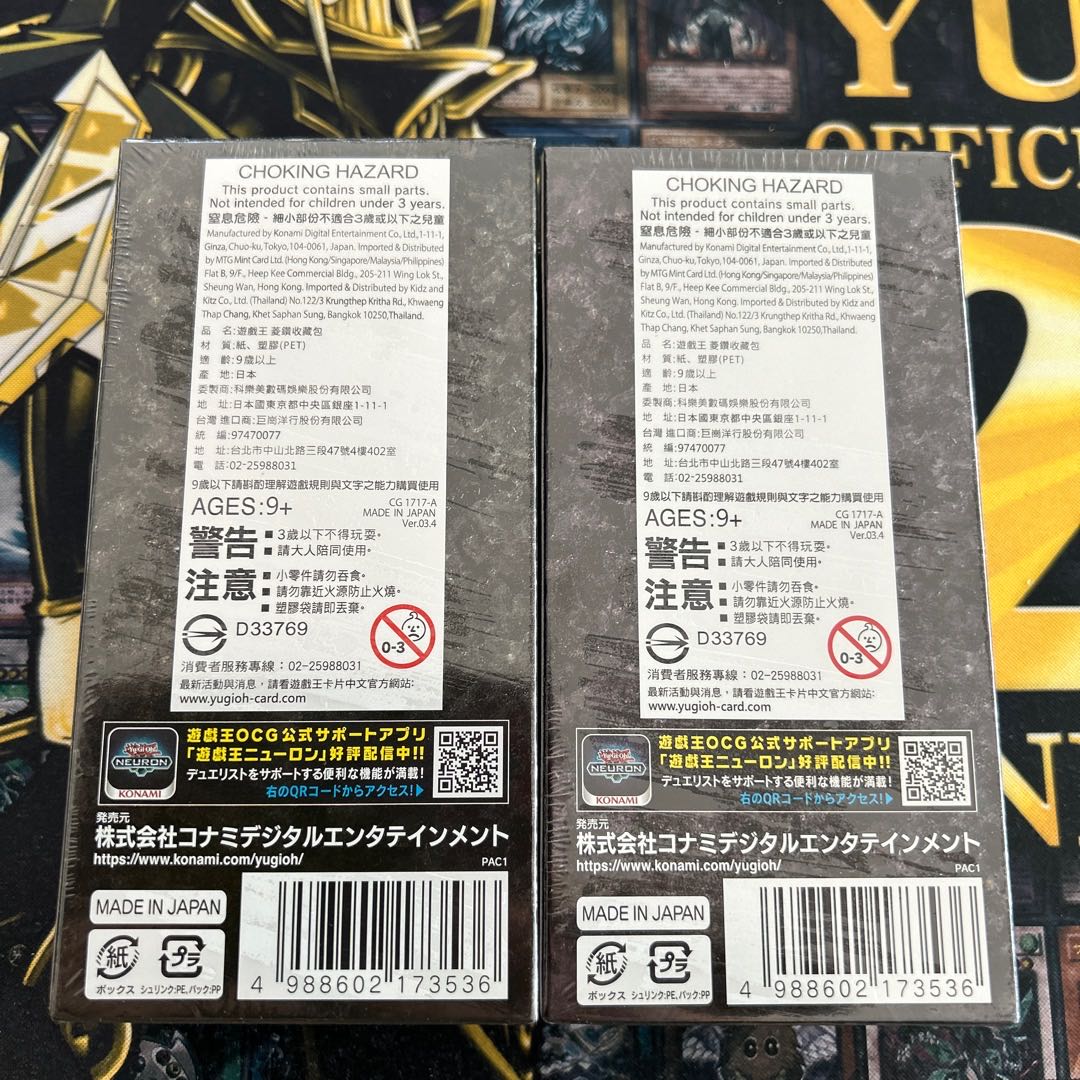 YU
OFFIC
2
N
CHOKING HAZARD
This product contains small parts.
Not intended for children under 3 years.
窒息危險 - 細小部份不適合3歲或以下之兒童
Manufactured by Konami Digital Entertainment Co., Ltd.,1-11-1,
Ginza, Chuo-ku, Tokyo, 104-0061, Japan. Imported & Distributed
by MTG Mint Card Ltd. (Hong Kong/Singapore/Malaysia/Philippines)
Flat B, 9/F., Heep Kee Commercial Bldg., 205-211 Wing Lok St.,
Sheung Wan, Hong Kong. Imported & Distributed by Kidz and
Kitz Co., Ltd. (Thailand) No.122/3 Krungthep Kritha Rd., Khwaeng
Thap Chang, Khet Saphan Sung, Bangkok 10250,Thailand.
品 名:遊戲王 菱鑽收藏包
材 質:紙、塑膠(PET)
適 齡:9歲以上
產 地:日本
委製商:科樂美數碼娛樂股份有限公司
地 址:日本國東京都中央區銀座1-11-1
台灣 進口商:巨崗洋行股份有限公司
統 編:97470077
地 址:台北市中山北路三段47號4樓402室
電 話:02-25988031
9歲以下請斟酌理解遊戲規則與文字之能力購買使用
AGES:9+
CG 1717-A
MADE IN JAPAN
Ver.03.4
警告
■ 3歲以下不得玩耍。
■ 請大人陪同使用。
注意
■ 小零件請勿吞食。
■ 請勿靠近火源防止火燒。
■ 塑膠袋請即丟棄。
D33769
0-3
消費者服務專線：02-25988031
最新活動與消息，請看遊戲王卡片中文官方網站:
www.yugioh-card.com
Yu-Gi-Oh!
NEURON
KONAMI
遊戯王OCG公式サポートアプリ
「遊戯王ニューロン」好評配信中!!
デュエリストをサポートする便利な機能が満載!
右のQRコードからアクセス!▶
発売元
株式会社コナミデジタルエンタテインメント
https://www.konami.com/yugioh/
PAC1
MADE IN JAPAN
紙
ボックス
プラ
シュリンク:PE,パック:PP
4 988602 173536
CHOKING HAZARD
This product contains small parts.
Not intended for children under 3 years.
窒息危險 - 細小部份不適合3歲或以下之兒童
Manufactured by Konami Digital Entertainment Co., Ltd.,1-11-1,
Ginza, Chuo-ku, Tokyo, 104-0061, Japan. Imported & Distributed
by MTG Mint Card Ltd. (Hong Kong/Singapore/Malaysia/Philippines)
Flat B, 9/F., Heep Kee Commercial Bldg., 205-211 Wing Lok St.,
Sheung Wan, Hong Kong. Imported & Distributed by Kidz and
Kitz Co., Ltd. (Thailand) No.122/3 Krungthep Kritha Rd., Khwaeng
Thap Chang, Khet Saphan Sung, Bangkok 10250,Thailand.
品 名:遊戲王 菱鑽收藏包
材 質:紙、塑膠(PET)
適 齡:9歲以上
產 地:日本
委製商:科樂美數碼娛樂股份有限公司
地 址:日本國東京都中央區銀座1-11-1
台灣 進口商:巨崗洋行股份有限公司
統 編:97470077
地 址:台北市中山北路三段47號4樓402室
電 話:02-25988031
9歲以下請斟酌理解遊戲規則與文字之能力購買使用
AGES:9+
CG 1717-A
MADE IN JAPAN
Ver.03.4
警告
■ 3歲以下不得玩耍。
■ 請大人陪同使用。
注意
■ 小零件請勿吞食。
■ 請勿靠近火源防止火燒。
■ 塑膠袋請即丟棄。
D33769
0-3
消費者服務專線：02-25988031
最新活動與消息，請看遊戲王卡片中文官方網站:
www.yugioh-card.com
Yu-Gi-Oh!
NEURON
KONAMI
遊戯王OCG公式サポートアプリ
「遊戯王ニューロン」好評配信中!!
デュエリストをサポートする便利な機能が満載!
右のQRコードからアクセス!▶
発売元
株式会社コナミデジタルエンタテインメント
https://www.konami.com/yugioh/
PAC1
MADE IN JAPAN
紙
ボックス
プラ
シュリンク:PE,パック:PP
4 988602 173536